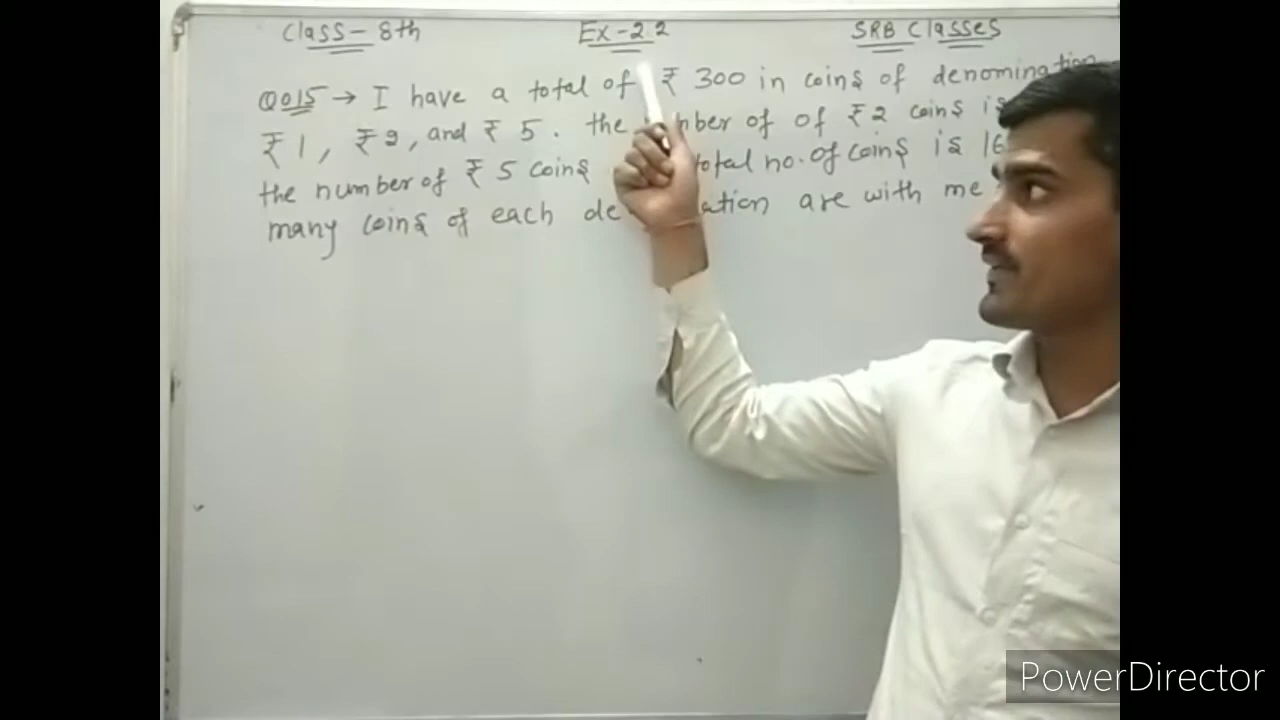 Class - 8th Ex - 2.2 SRB Classes
Q015 → I have a total of ₹ 300 in coins of denomination
₹ 1, ₹ 2, and ₹ 5. the of of ₹ 2 coins is
the number of ₹ 5 coins total no. of coins is 16
many coins of each are with me
PowerDirector